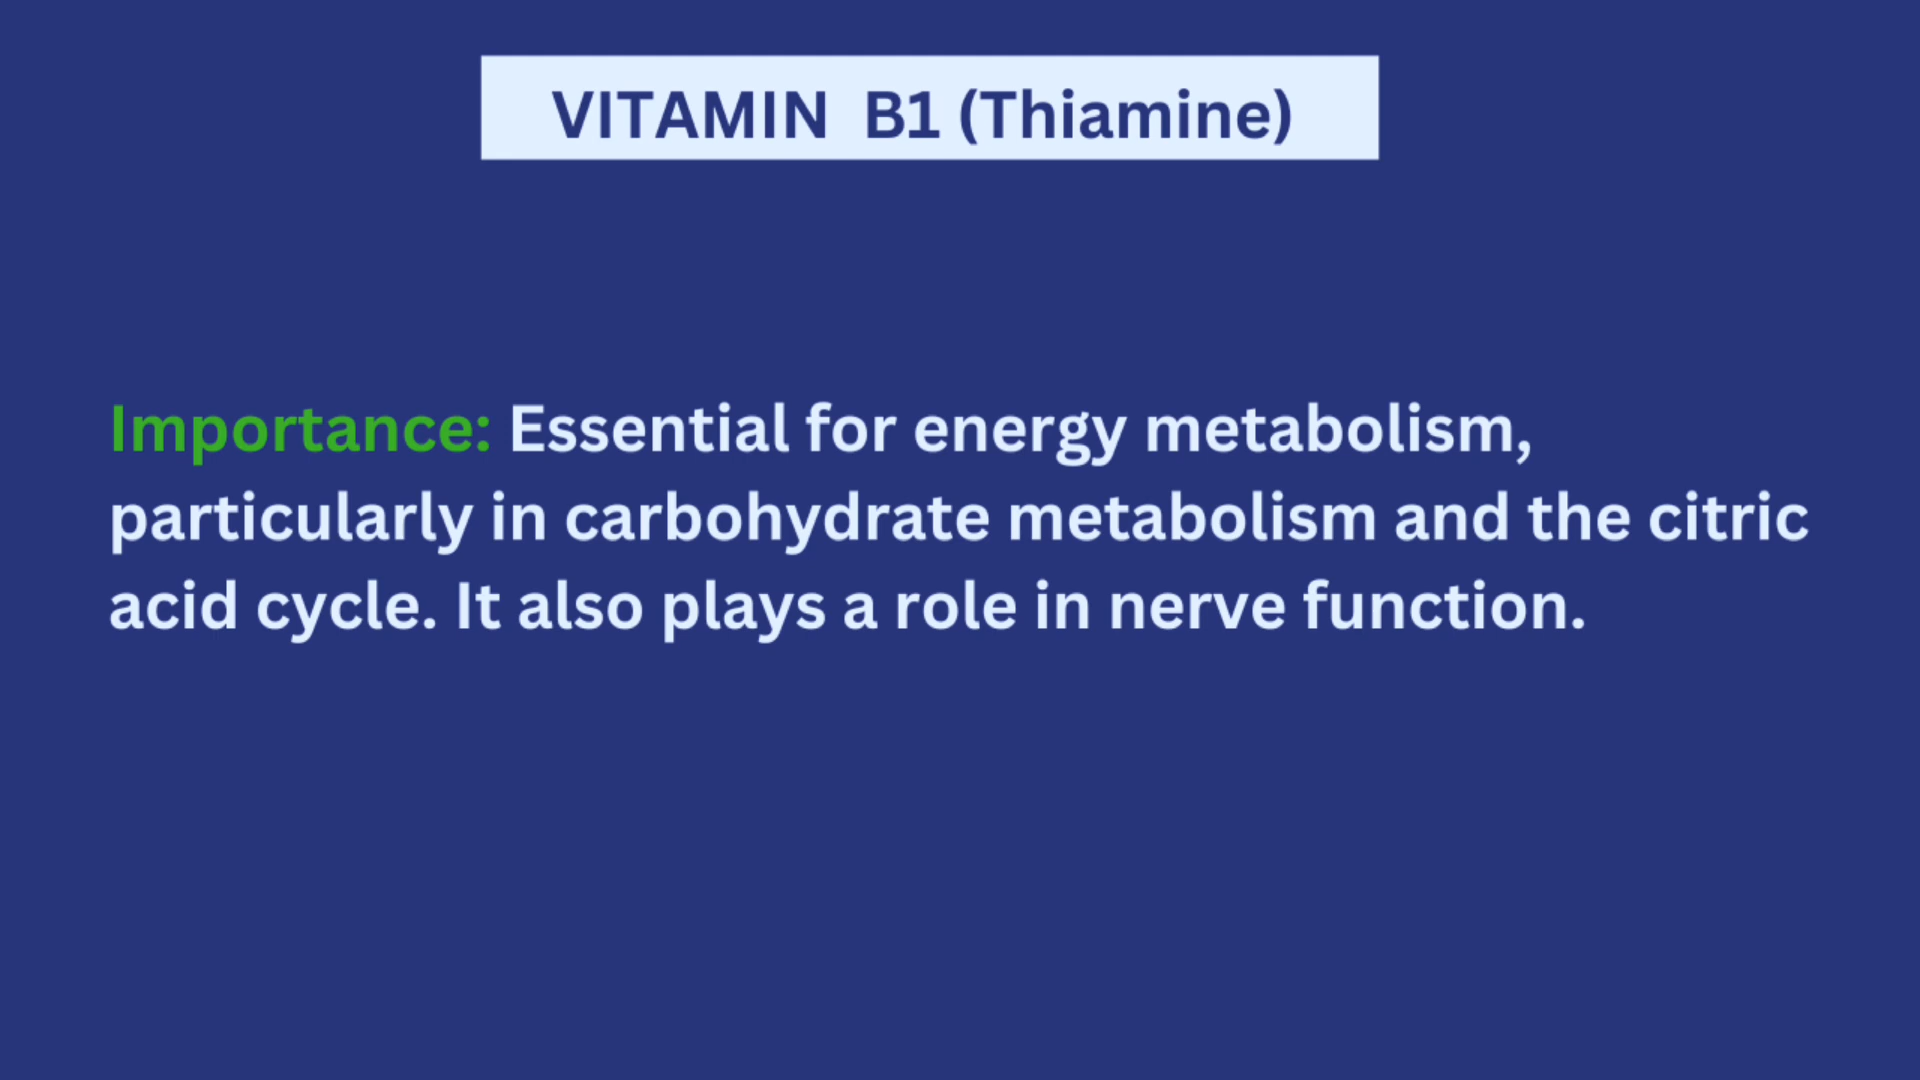 VITAMIN B1 (Thiamine)
Importance: Essential for energy metabolism,
particularly in carbohydrate metabolism and the citric
acid cycle. It also plays a role in nerve function.